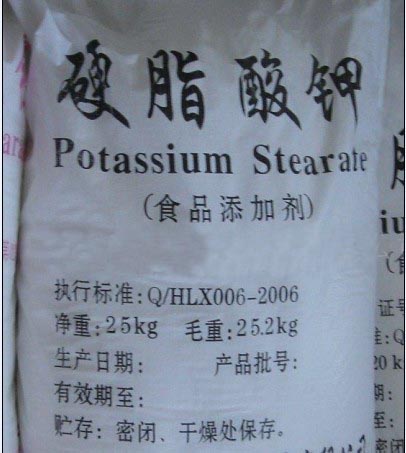 硬脂酸钾
Potassium Stearate
(食品添加剂)
执行标准:Q/HLX006-2006
净重:25kg 毛重:25.2kg
生产日期: 产品批号:
有效期至:
贮存: 密闭、干燥处保存。